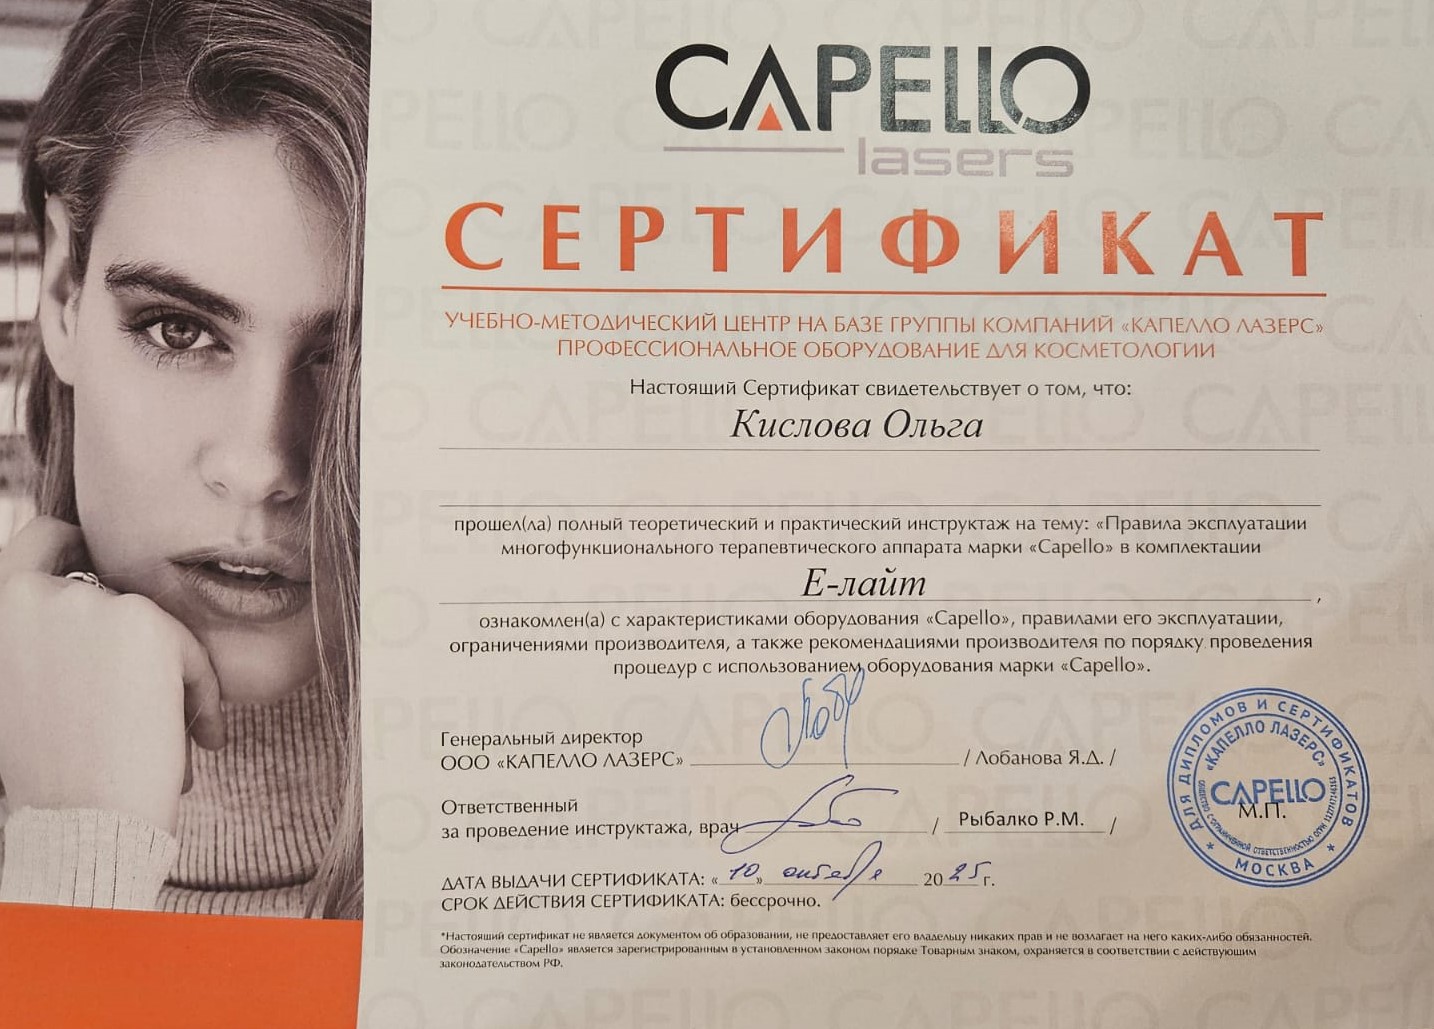 CAPELLO
lasers
СЕРТИФИКАТ
УЧЕБНО-МЕТОДИЧЕСКИЙ ЦЕНТР НА БАЗЕ ГРУППЫ КОМПАНИЙ «КАПЕЛЛО ЛАЗЕРС»
ПРОФЕССИОНАЛЬНОЕ ОБОРУДОВАНИЕ ДЛЯ КОСМЕТОЛОГИИ
Настоящий Сертификат свидетельствует о том, что:
Кислова Ольга
прошел(ла) полный теоретический и практический инструктаж на тему: «Правила эксплуатации
многофункционального терапевтического аппарата марки «Capello» в комплектации
Е-лайт
,
ознакомлен(а) с характеристиками оборудования «Capello», правилами его эксплуатации,
ограничениями производителя, а также рекомендациями производителя по порядку проведения
процедур с использованием оборудования марки «Capello».
Генеральный директор
ООО «КАПЕЛЛО ЛАЗЕРС» / Лобанова Я.Д. /
Ответственный
за проведение инструктажа, врач / Рыбалко Р.М. /
ДАТА ВЫДАЧИ СЕРТИФИКАТА: «10» октября 2025 г.
СРОК ДЕЙСТВИЯ СЕРТИФИКАТА: бессрочно.
ДЛЯ ДИПЛОМОВ И СЕРТИФИКАТОВ
«КАПЕЛЛО ЛАЗЕРС»
CAPELLO
М.П.
МОСКВА
*Настоящий сертификат не является документом об образовании, не предоставляет его владельцу никаких прав и не возлагает на него каких-либо обязанностей.
Обозначение «Capello» является зарегистрированным в установленном законом порядке Товарным знаком, охраняется в соответствии с действующим
законодательством РФ.